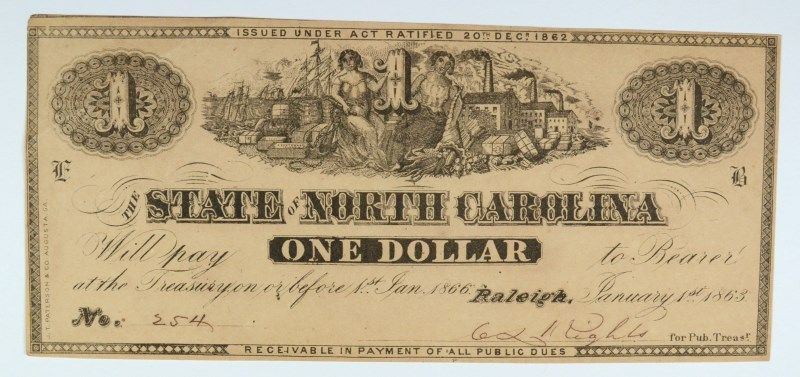 ISSUED UNDER ACT RATIFIED 20TH DECR 1862
1 1 1
F B
THE STATE OF NORTH CAROLINA
Will pay ONE DOLLAR to Bearer
at the Treasury, on or before 1st Jan. 1866. Raleigh, January 1st 1863.
No. 254
for Pub. Treasr
J.T. PATERSON & CO. AUGUSTA, GA.
RECEIVABLE IN PAYMENT OF ALL PUBLIC DUES